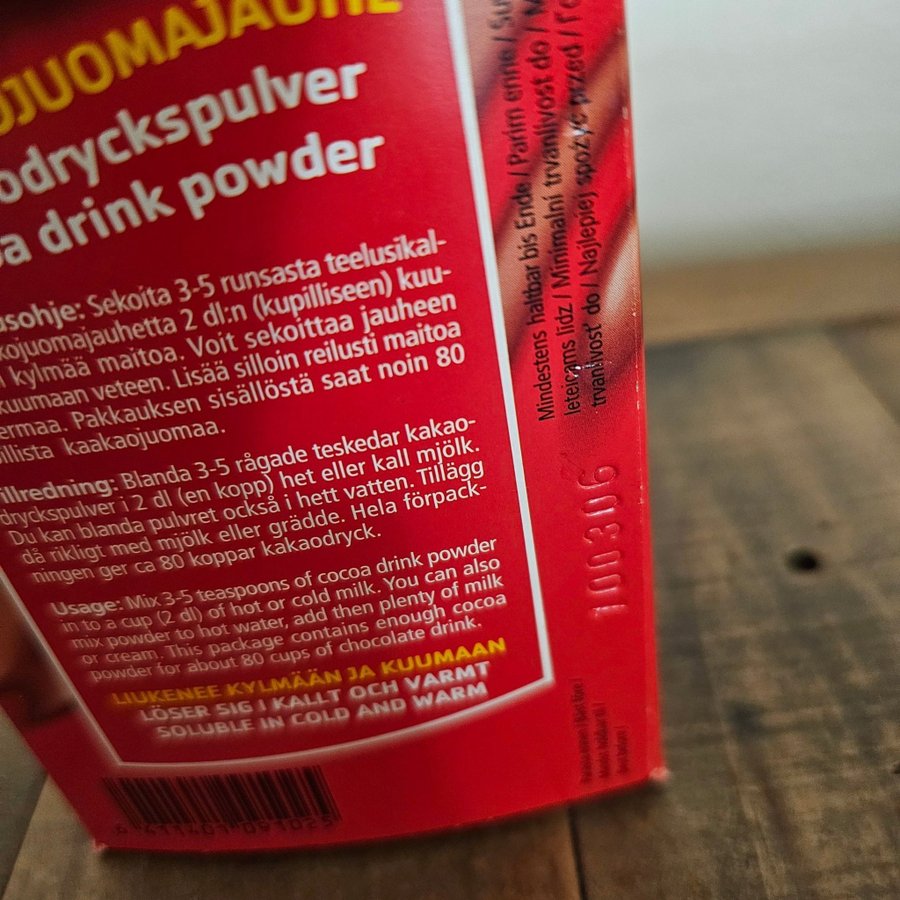 OJUOMAJAUHE
odryckspulver
a drink powder
usohje: Sekoita 3-5 runsasta teelusikal-
kojuomajauhetta 2 dl:n (kupilliseen) kuu-
kylmää maitoa. Voit sekoittaa jauheen
kuumaan veteen. Lisää silloin reilusti maitoa
ermaa. Pakkauksen sisällöstä saat noin 80
illista kaakaojuomaa.
illredning: Blanda 3-5 rågade teskedar kakao-
dryckspulver i 2 dl (en kopp) het eller kall mjölk.
Du kan blanda pulvret också i hett vatten. Tillägg
då rikligt med mjölk eller grädde. Hela förpack-
ningen ger ca 80 koppar kakaodryck.
Usage: Mix 3-5 teaspoons of cocoa drink powder
in to a cup (2 dl) of hot or cold milk. You can also
mix powder to hot water, add then plenty of milk
or cream. This package contains enough cocoa
powder for about 80 cups of chocolate drink.
LIUKENEE KYLMÄÄN JA KUUMAAN
LÖSER SIG I KALLT OCH VARMT
SOLUBLE IN COLD AND WARM
Mindestens haltbar bis Ende / Parim enne / Su
leteicams līdz / Minimalní trvanlivost do / M
trvanlivosť do / Najlepiej spożyć przed / Го
100306